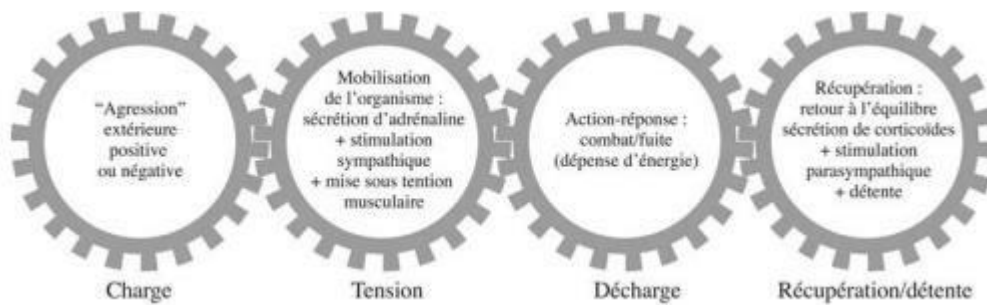 “Agression”
extérieure
positive
ou négative
Mobilisation
de l’organisme :
sécrétion d’adrénaline
+ stimulation
sympathique
+ mise sous tention
musculaire
Action-réponse :
combat/fuite
(dépense d’énergie)
Récupération :
retour à l’équilibre
sécrétion de corticoïdes
+ stimulation
parasympathique
+ détente
Charge
Tension
Décharge
Récupération/détente